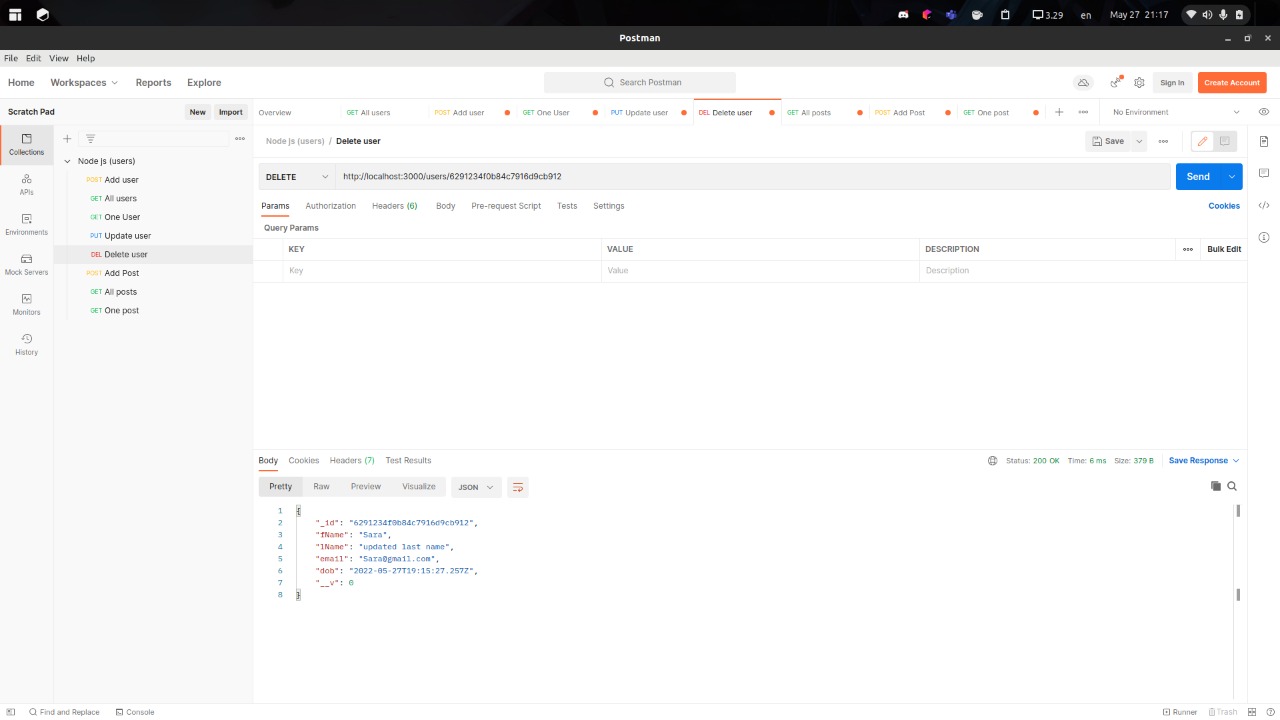 3.29 en May 27 21:17
Postman
File Edit View Help
Home Workspaces Reports Explore Search Postman Sign In Create Account
Scratch Pad New Import
Overview GET All users POST Add user GET One User PUT Update user DEL Delete user GET All posts POST Add Post GET One post No Environment
Collections
APIs
Environments
Mock Servers
Monitors
History
Node js (users)
POST Add user
GET All users
GET One User
PUT Update user
DEL Delete user
POST Add Post
GET All posts
GET One post
Node js (users) / Delete user Save
DELETE http://localhost:3000/users/6291234f0b84c7916d9cb912 Send
Params Authorization Headers (6) Body Pre-request Script Tests Settings Cookies
Query Params
KEY VALUE DESCRIPTION Bulk Edit
Key Value Description
Body Cookies Headers (7) Test Results Status: 200 OK Time: 6 ms Size: 379 B Save Response
Pretty Raw Preview Visualize JSON
1 {
2 "_id": "6291234f0b84c7916d9cb912",
3 "fName": "Sara",
4 "lName": "updated last name",
5 "email": "Sara@gmail.com",
6 "dob": "2022-05-27T19:15:27.257Z",
7 "__v": 0
8 }
Find and Replace Console Runner Trash